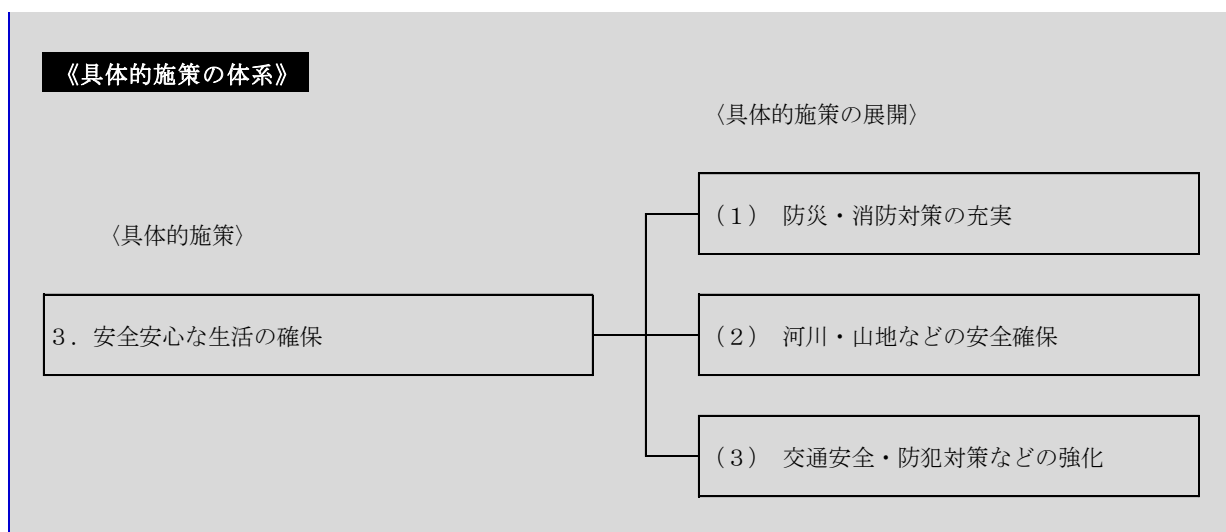 《具体的施策の体系》
〈具体的施策の展開〉
(1) 防災・消防対策の充実
〈具体的施策〉
3.安全安心な生活の確保
(2) 河川・山地などの安全確保
(3) 交通安全・防犯対策などの強化